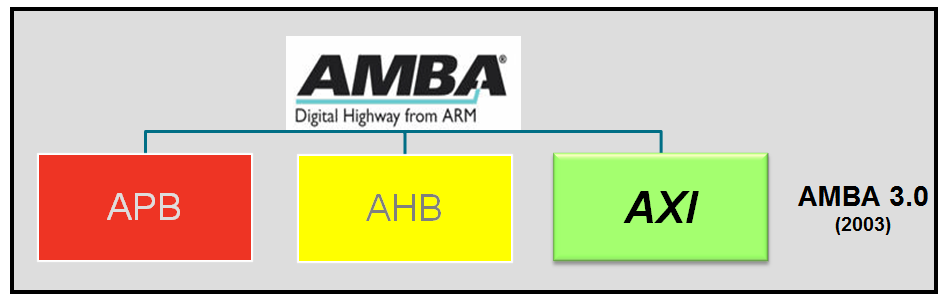 AMBA®
Digital Highway from ARM
APB
AHB
AXI
AMBA 3.0
(2003)